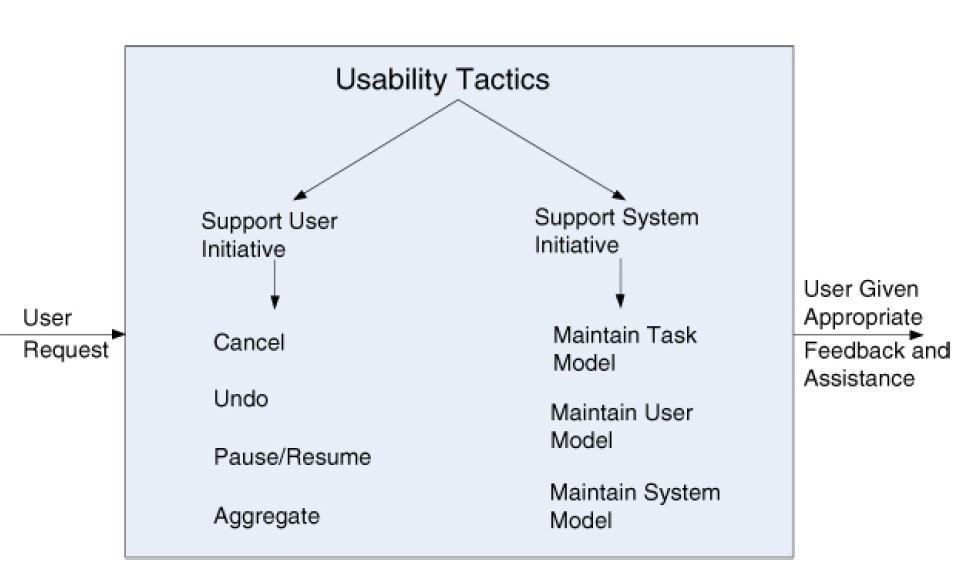 Usability Tactics
Support User
Initiative
Support System
Initiative
User
Request
Cancel
Undo
Pause/Resume
Aggregate
Maintain Task
Model
Maintain User
Model
Maintain System
Model
User Given
Appropriate
Feedback and
Assistance